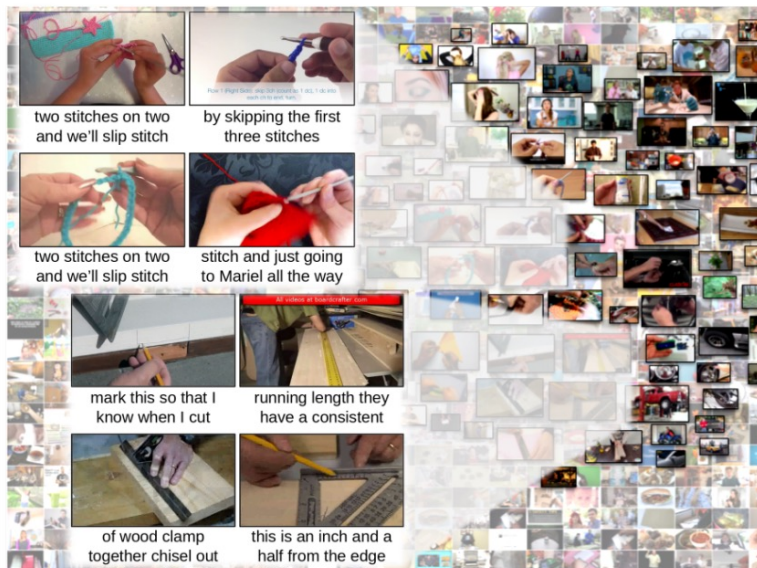 two stitches on two
and we'll slip stitch
by skipping the first
three stitches
two stitches on two
and we'll slip stitch
stitch and just going
to Mariel all the way
All videos at boardcrafter.com
mark this so that I
know when I cut
running length they
have a consistent
of wood clamp
together chisel out
this is an inch and a
half from the edge